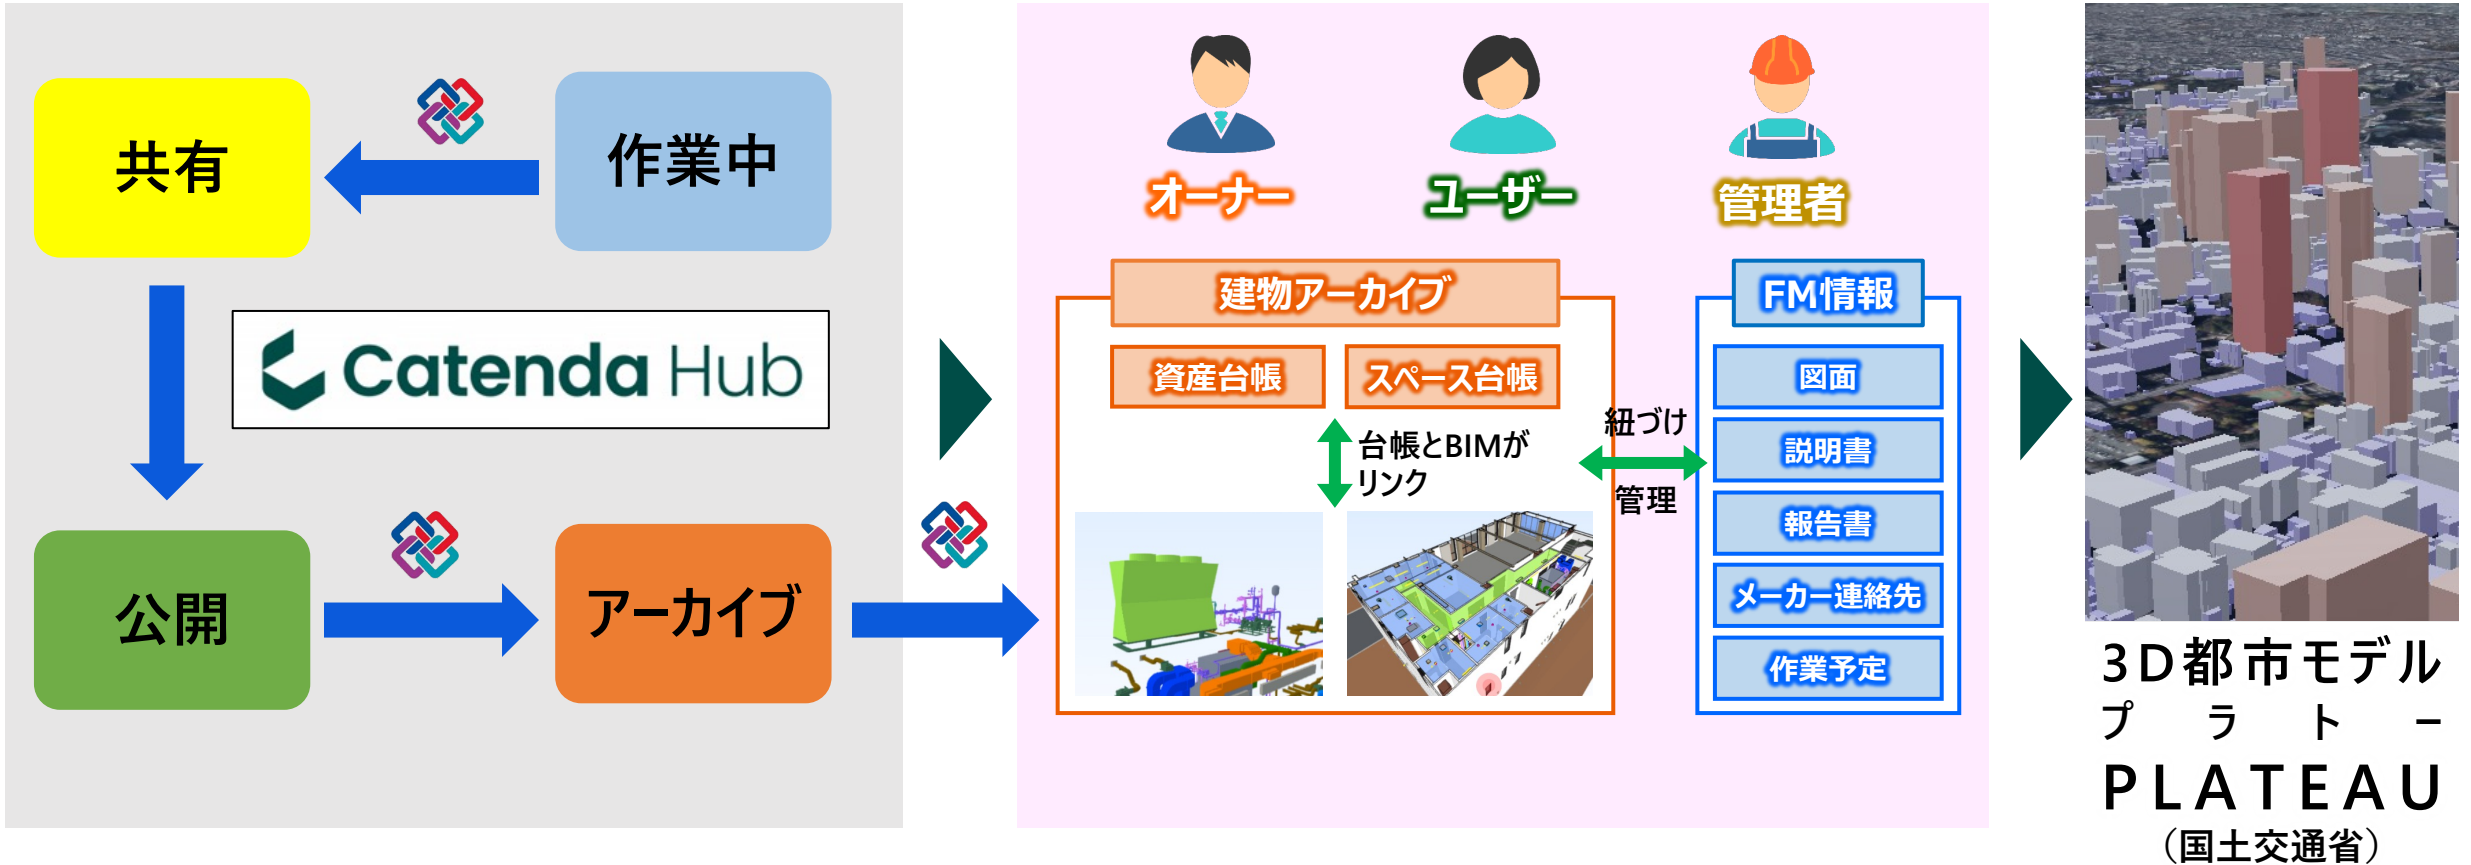 共有
作業中
Catenda Hub
公開
アーカイブ
オーナー
ユーザー
管理者
建物アーカイブ
資産台帳
スペース台帳
台帳とBIMが
リンク
紐づけ
管理
FM情報
図面
説明書
報告書
メーカー連絡先
作業予定
3D都市モデル
プラトー
PLATEAU
（国土交通省）